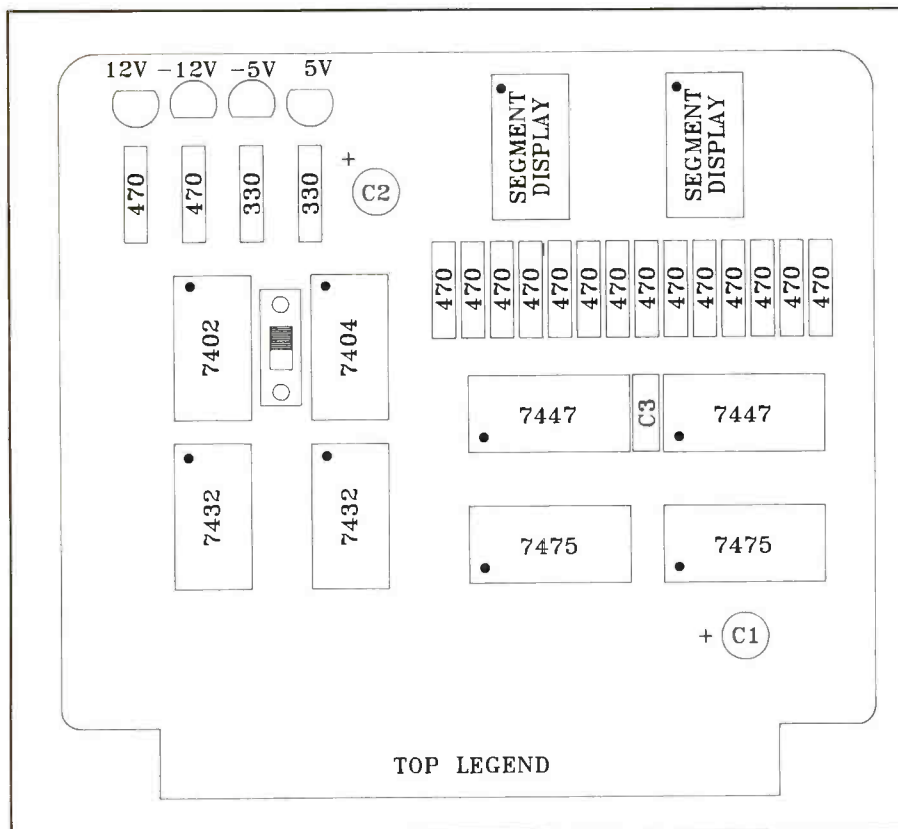 12V -12V -5V 5V
SEGMENT DISPLAY
SEGMENT DISPLAY
470 470 330 330
+ C2
470 470 470 470 470 470 470 470 470 470 470 470 470 470
7402 7404
7447 C3 7447
7432 7432
7475 7475
+ C1
TOP LEGEND